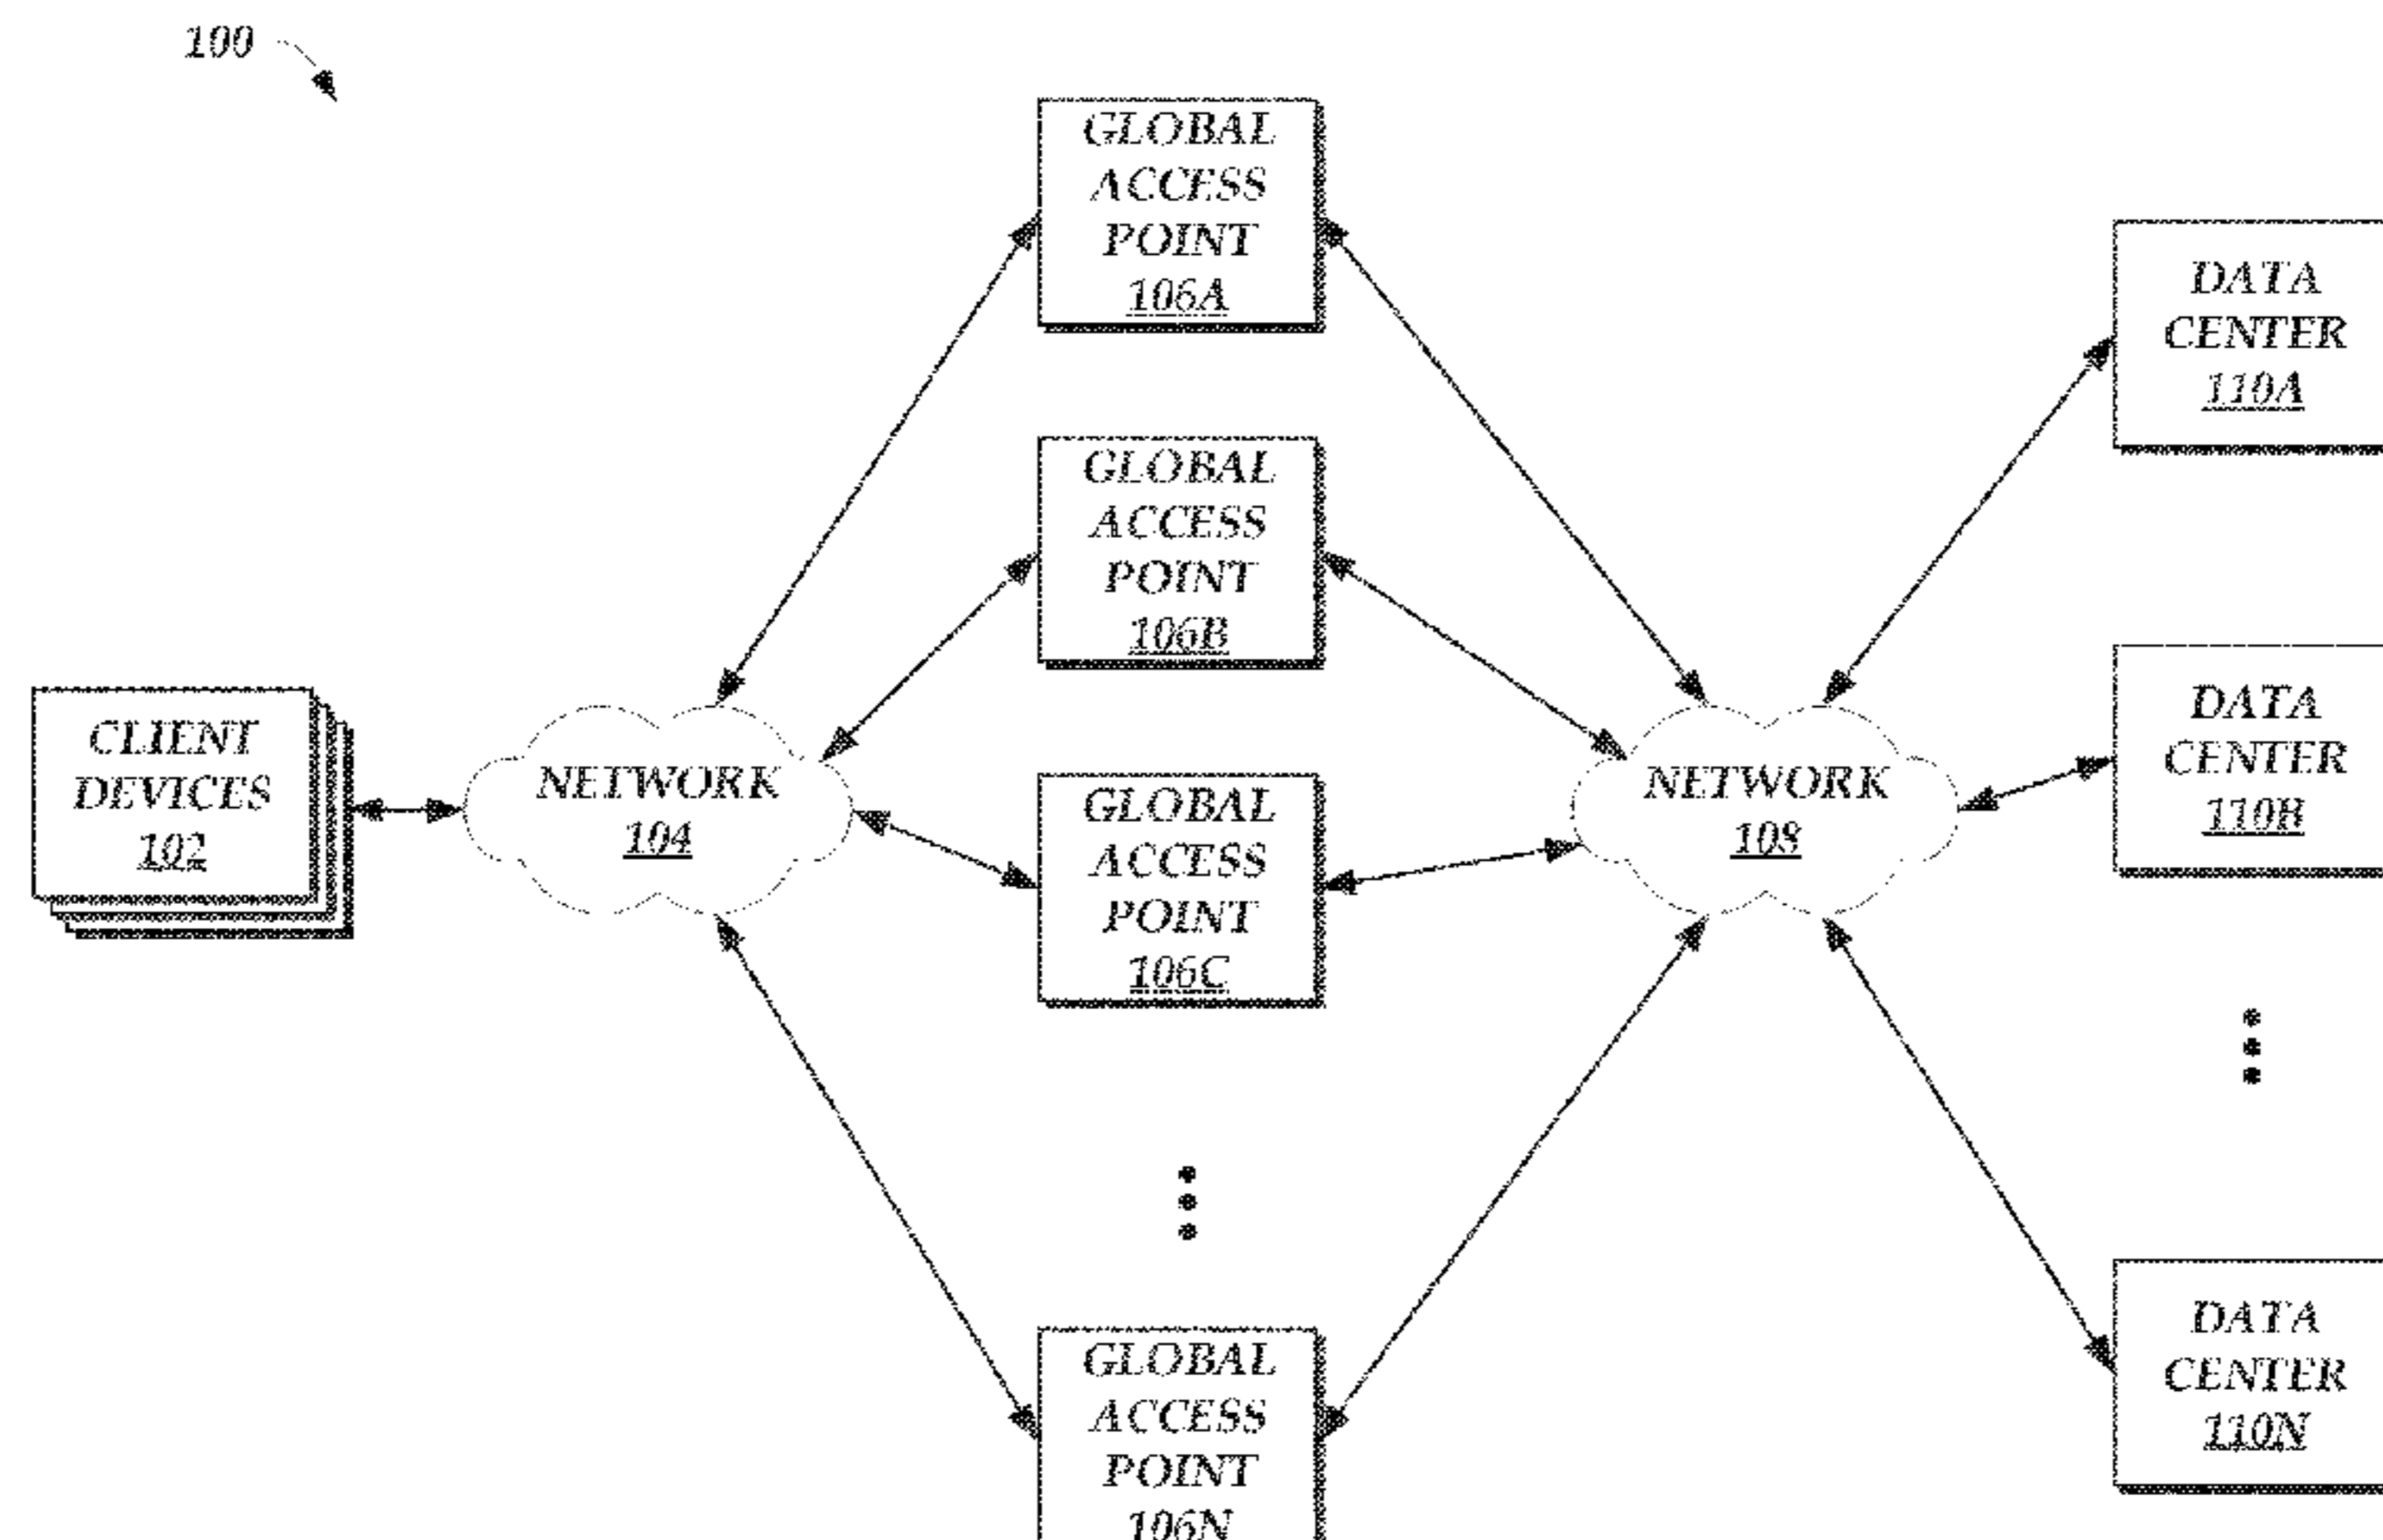 100
GLOBAL
ACCESS
POINT
106A
DATA
CENTER
110A
GLOBAL
ACCESS
POINT
106B
CLIENT
DEVICES
102
NETWORK
104
GLOBAL
ACCESS
POINT
106C
NETWORK
108
DATA
CENTER
110B
GLOBAL
ACCESS
POINT
106N
DATA
CENTER
110N